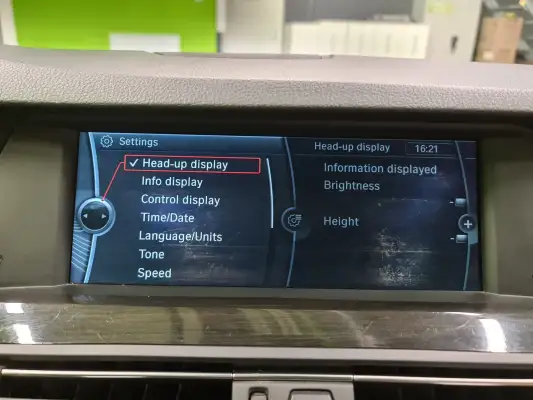 Settings
✓ Head-up display
Info display
Control display
Time/Date
Language/Units
Tone
Speed
Head-up display 16:21
Information displayed
Brightness
Height